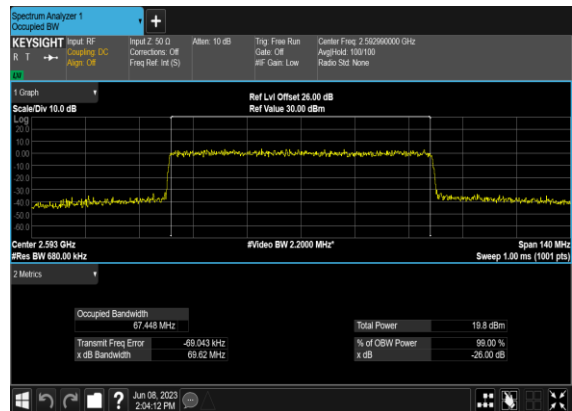 Spectrum Analyzer 1
Occupied BW
+
KEYSIGHT
R T
LW
Input: RF
Coupling: DC
Align: Off
Input Z: 50 Ω
Corrections: Off
Freq Ref: Int (S)
Atten: 10 dB
Trig: Free Run
Gate: Off
#IF Gain: Low
Center Freq: 2.592990000 GHz
Avg|Hold: 100/100
Radio Std: None
1 Graph
Scale/Div 10.0 dB
Ref Lvl Offset 26.00 dB
Ref Value 30.00 dBm
Log
20.0
10.0
0.00
-10.0
-20.0
-30.0
-40.0
-50.0
-60.0
Center 2.593 GHz
#Res BW 680.00 kHz
#Video BW 2.2000 MHz*
Span 140 MHz
Sweep 1.00 ms (1001 pts)
2 Metrics
Occupied Bandwidth
67.448 MHz
Transmit Freq Error -69.043 kHz
x dB Bandwidth 69.62 MHz
Total Power 19.8 dBm
% of OBW Power 99.00 %
x dB -26.00 dB
?
Jun 08, 2023
2:04:12 PM